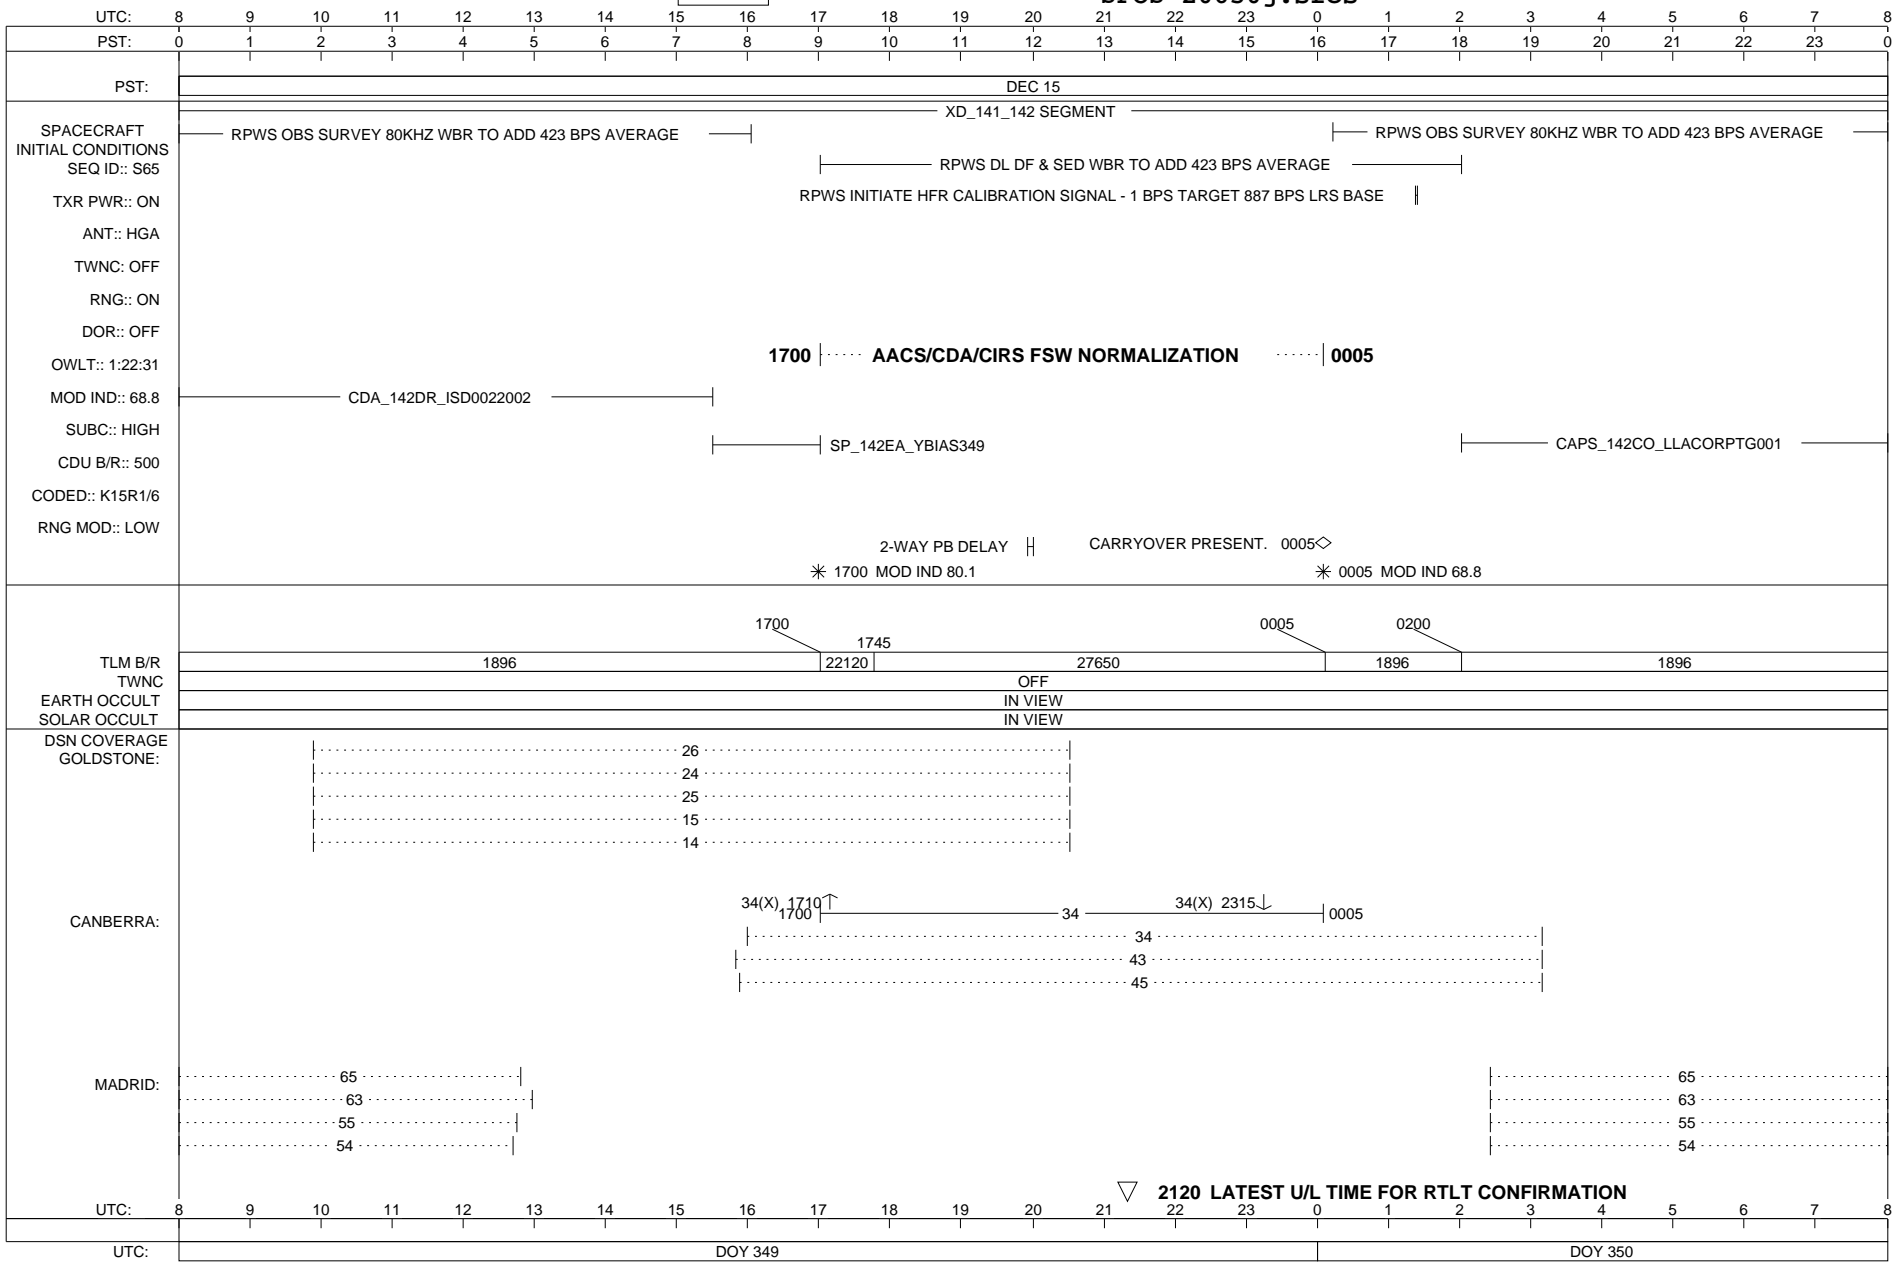 UTC: 8 9 10 11 12 13 14 15 16 17 18 19 20 21 22 23 0 1 2 3 4 5 6 7 8
PST: 0 1 2 3 4 5 6 7 8 9 10 11 12 13 14 15 16 17 18 19 20 21 22 23 0
PST: DEC 15
XD_141_142 SEGMENT
SPACECRAFT
INITIAL CONDITIONS
RPWS OBS SURVEY 80KHZ WBR TO ADD 423 BPS AVERAGE
RPWS OBS SURVEY 80KHZ WBR TO ADD 423 BPS AVERAGE
SEQ ID:: S65
RPWS DL DF & SED WBR TO ADD 423 BPS AVERAGE
TXR PWR:: ON
RPWS INITIATE HFR CALIBRATION SIGNAL - 1 BPS TARGET 887 BPS LRS BASE
ANT:: HGA
TWNC: OFF
RNG:: ON
DOR:: OFF
OWLT:: 1:22:31
1700 AACS/CDA/CIRS FSW NORMALIZATION 0005
MOD IND:: 68.8
CDA_142DR_ISD0022002
SUBC:: HIGH
SP_142EA_YBIAS349
CAPS_142CO_LLACORPTG001
CDU B/R:: 500
CODED:: K15R1/6
RNG MOD:: LOW
2-WAY PB DELAY
CARRYOVER PRESENT. 0005
1700 MOD IND 80.1
0005 MOD IND 68.8
1700 1745 0005 0200
TLM B/R 1896 22120 27650 1896 1896
TWNC OFF
EARTH OCCULT IN VIEW
SOLAR OCCULT IN VIEW
DSN COVERAGE
GOLDSTONE:
26
24
25
15
14
CANBERRA:
34(X) 1710 34(X) 2315
1700 34 0005
34
43
45
MADRID:
65 65
63 63
55 55
54 54
2120 LATEST U/L TIME FOR RTLT CONFIRMATION
UTC: 8 9 10 11 12 13 14 15 16 17 18 19 20 21 22 23 0 1 2 3 4 5 6 7 8
UTC: DOY 349 DOY 350